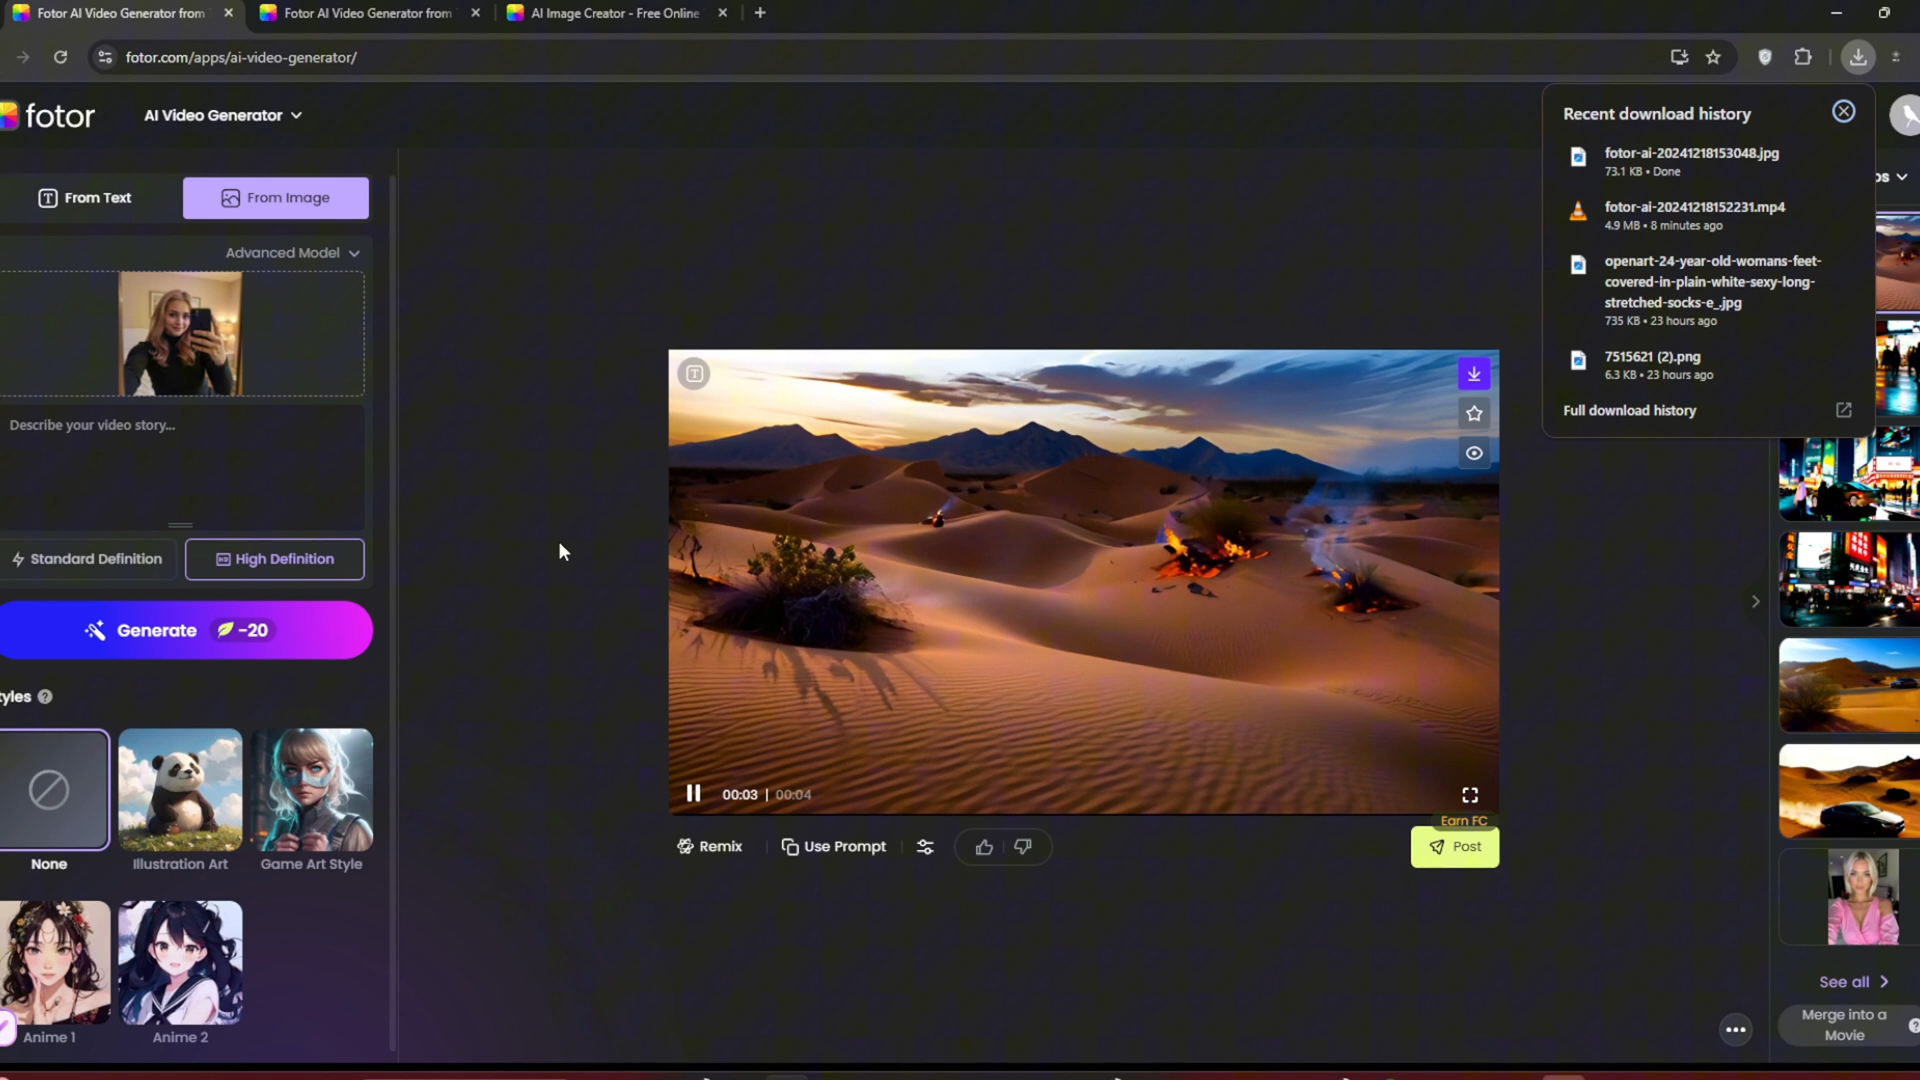 Fotor AI Video Generator from
Fotor AI Video Generator from
AI Image Creator - Free Online
fotor.com/apps/ai-video-generator/
fotor
AI Video Generator
From Text
From Image
Advanced Model
Describe your video story...
Standard Definition
HD High Definition
Generate -20
tyles ?
None
Illustration Art
Game Art Style
Anime 1
Anime 2
T
00:03 | 00:04
Remix
Use Prompt
Earn FC
Post
Recent download history
fotor-ai-20241218153048.jpg
73.1 KB • Done
fotor-ai-20241218152231.mp4
4.9 MB • 8 minutes ago
openart-24-year-old-womans-feet-
covered-in-plain-white-sexy-long-
stretched-socks-e_.jpg
735 KB • 23 hours ago
7515621 (2).png
6.3 KB • 23 hours ago
Full download history
os
See all
Merge into a
Movie
?